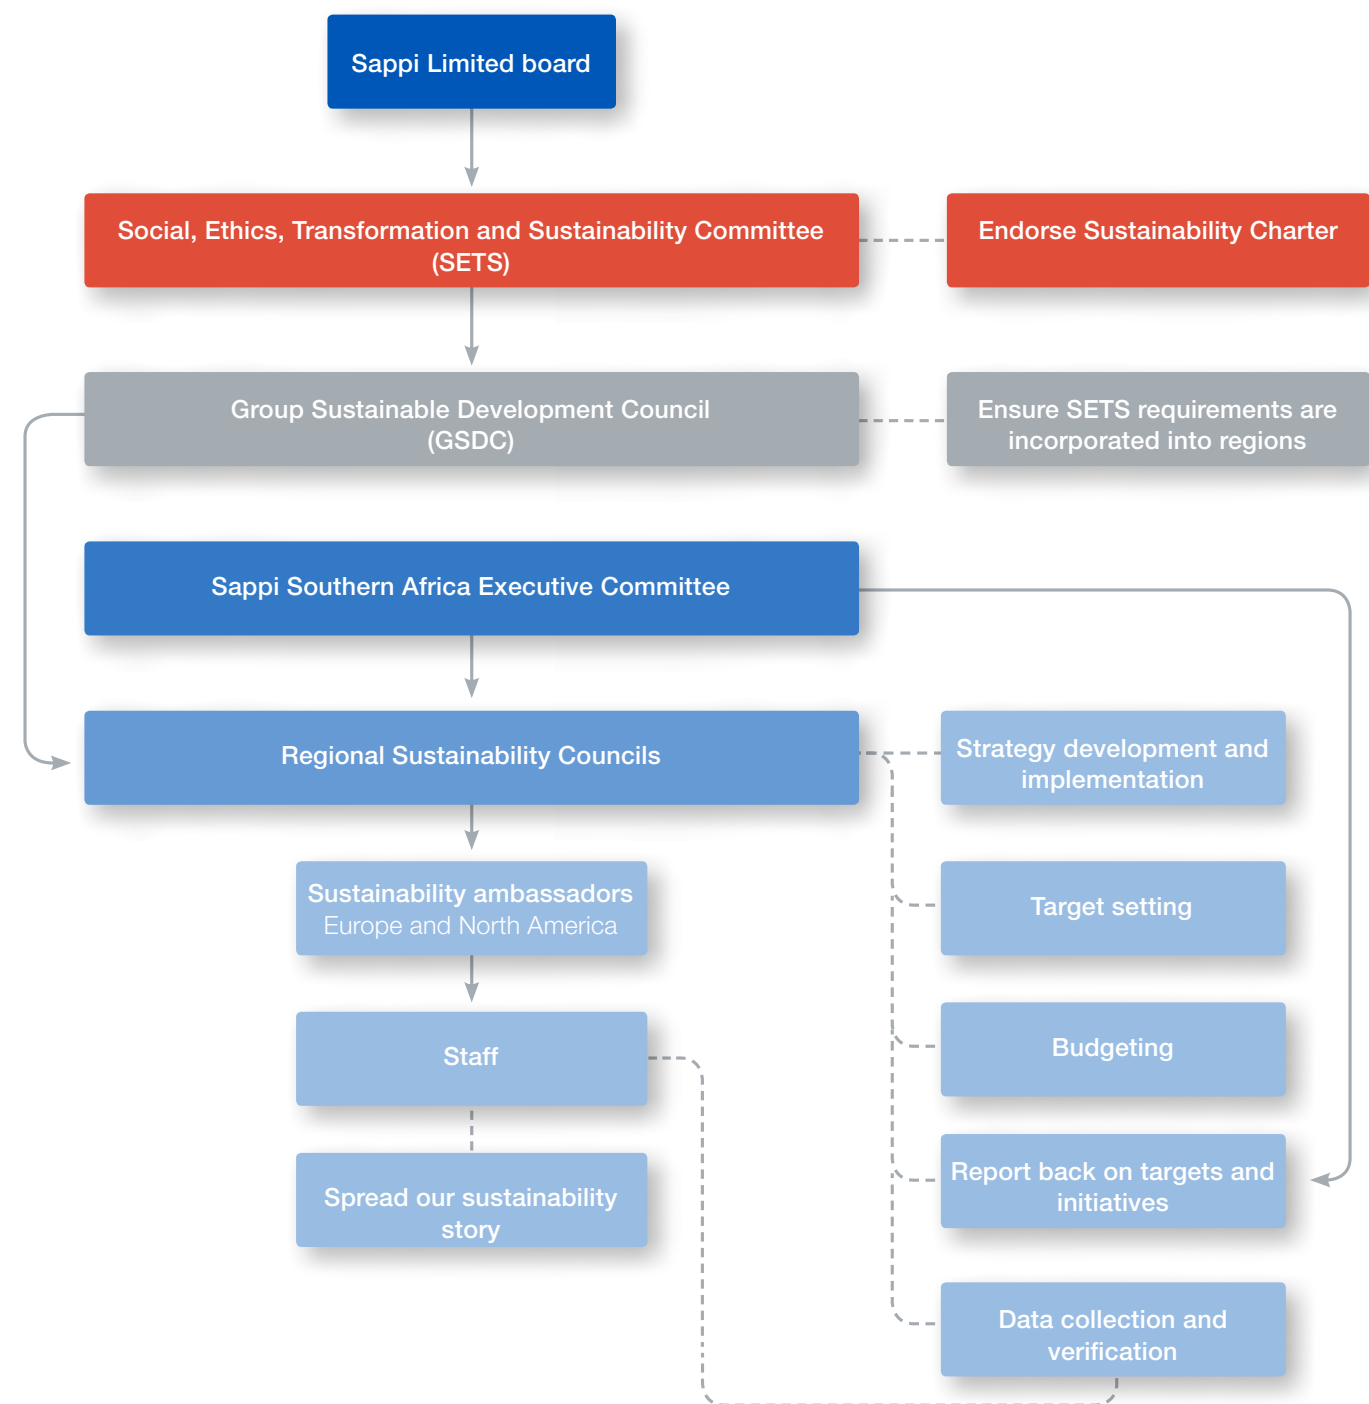 Sappi Limited board
Social, Ethics, Transformation and Sustainability Committee
(SETS)
Endorse Sustainability Charter
Group Sustainable Development Council
(GSDC)
Ensure SETS requirements are
incorporated into regions
Sappi Southern Africa Executive Committee
Regional Sustainability Councils
Strategy development and
implementation
Sustainability ambassadors
Europe and North America
Target setting
Staff
Budgeting
Spread our sustainability
story
Report back on targets and
initiatives
Data collection and
verification